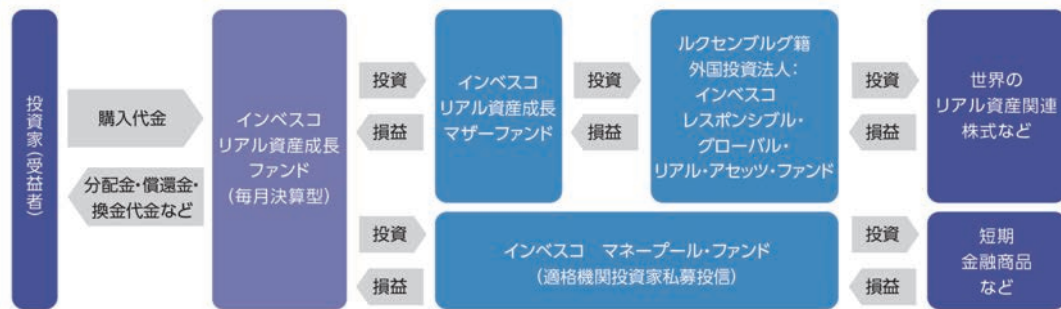 投資家(受益者)
購入代金
分配金・償還金・
換金代金など
インベスコ
リアル資産成長
ファンド
(毎月決算型)
投資
損益
インベスコ
リアル資産成長
マザーファンド
投資
損益
ルクセンブルグ籍
外国投資法人:
インベスコ
レスポンシブル・
グローバル・
リアル・アセッツ・ファンド
投資
損益
世界の
リアル資産関連
株式など
投資
損益
インベスコ　マネープール・ファンド
(適格機関投資家私募投信)
投資
損益
短期
金融商品
など